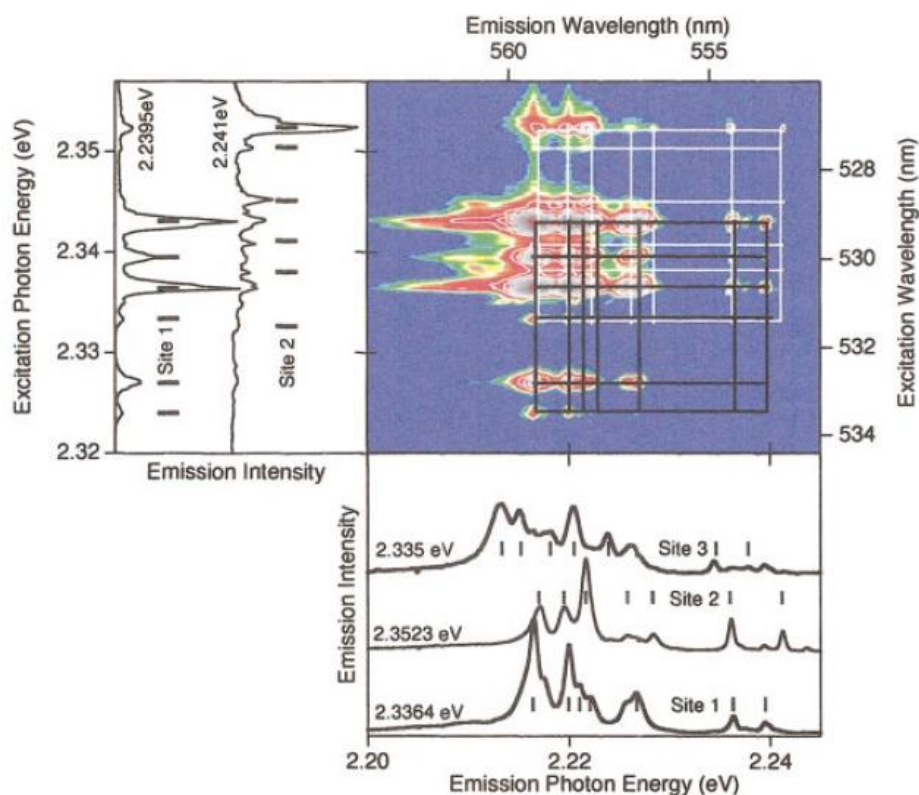 Emission Wavelength (nm)
560
555
Excitation Photon Energy (eV)
2.35
2.34
2.33
2.32
2.2395eV
2.241eV
Site 1
Site 2
528
530
532
534
Excitation Wavelength (nm)
Emission Intensity
Emission Intensity
2.335 eV
Site 3
Site 2
2.3523 eV
2.3364 eV
Site 1
2.20
2.22
2.24
Emission Photon Energy (eV)